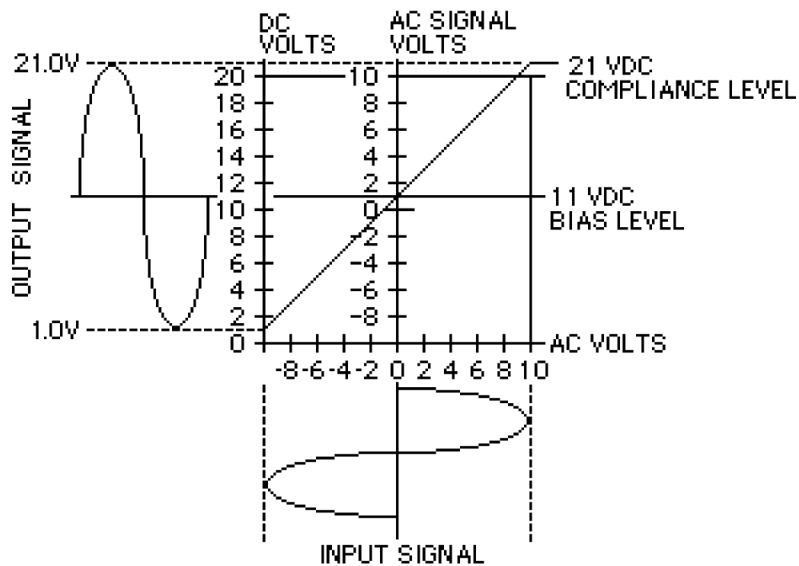 DC VOLTS
AC SIGNAL VOLTS
21.0V
20
18
16
14
12
10
8
6
4
2
0
10
8
6
4
2
0
-2
-4
-6
-8
21 VDC
COMPLIANCE LEVEL
11 VDC
BIAS LEVEL
OUTPUT SIGNAL
1.0V
AC VOLTS
-8 -6 -4 -2 0 2 4 6 8 10
INPUT SIGNAL